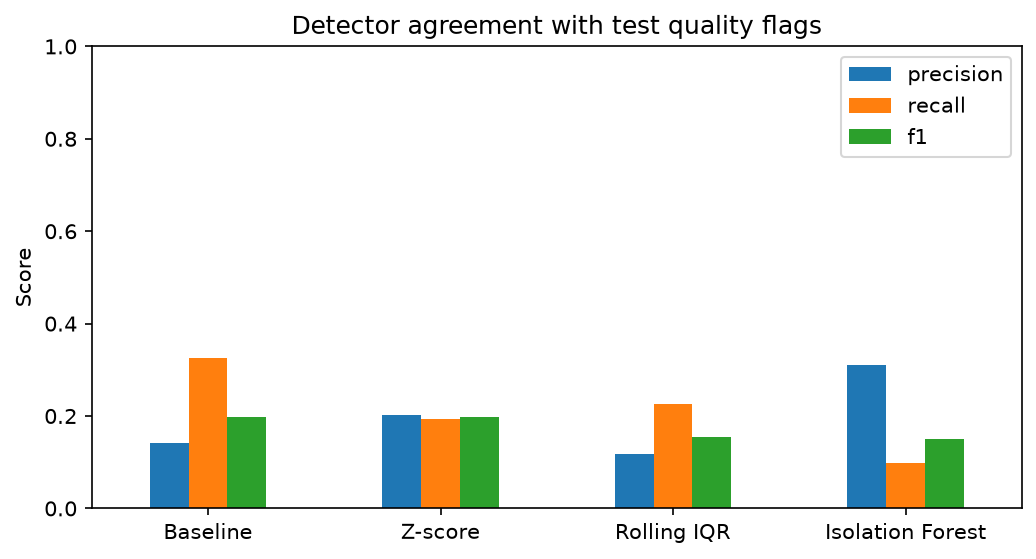 Detector agreement with test quality flags
1.0
0.8
0.6
0.4
0.2
0.0
Score
precision
recall
f1
Baseline
Z-score
Rolling IQR
Isolation Forest